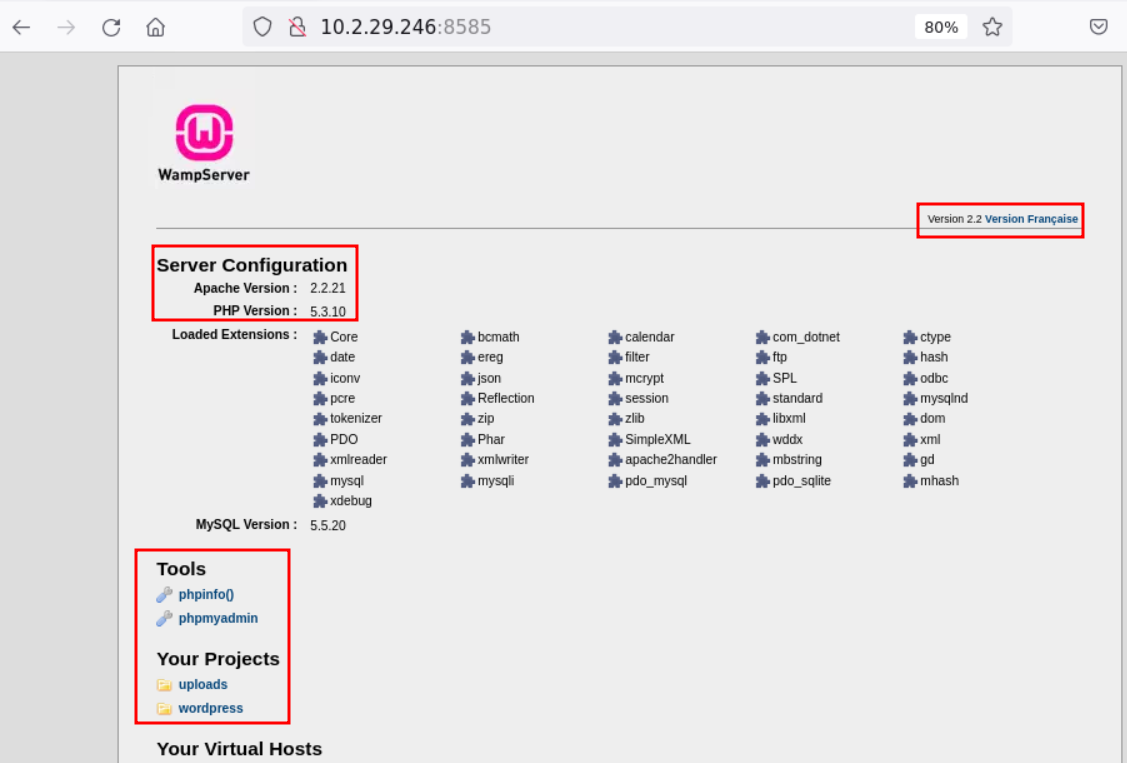 10.2.29.246:8585
80%
WampServer
Version 2.2 Version Française
Server Configuration
Apache Version : 2.2.21
PHP Version : 5.3.10
Loaded Extensions : Core bcmath calendar com_dotnet ctype
date ereg filter ftp hash
iconv json mcrypt SPL odbc
pcre Reflection session standard mysqlnd
tokenizer zip zlib libxml dom
PDO Phar SimpleXML wddx xml
xmlreader xmlwriter apache2handler mbstring gd
mysql mysqli pdo_mysql pdo_sqlite mhash
xdebug
MySQL Version : 5.5.20
Tools
phpinfo()
phpmyadmin
Your Projects
uploads
wordpress
Your Virtual Hosts